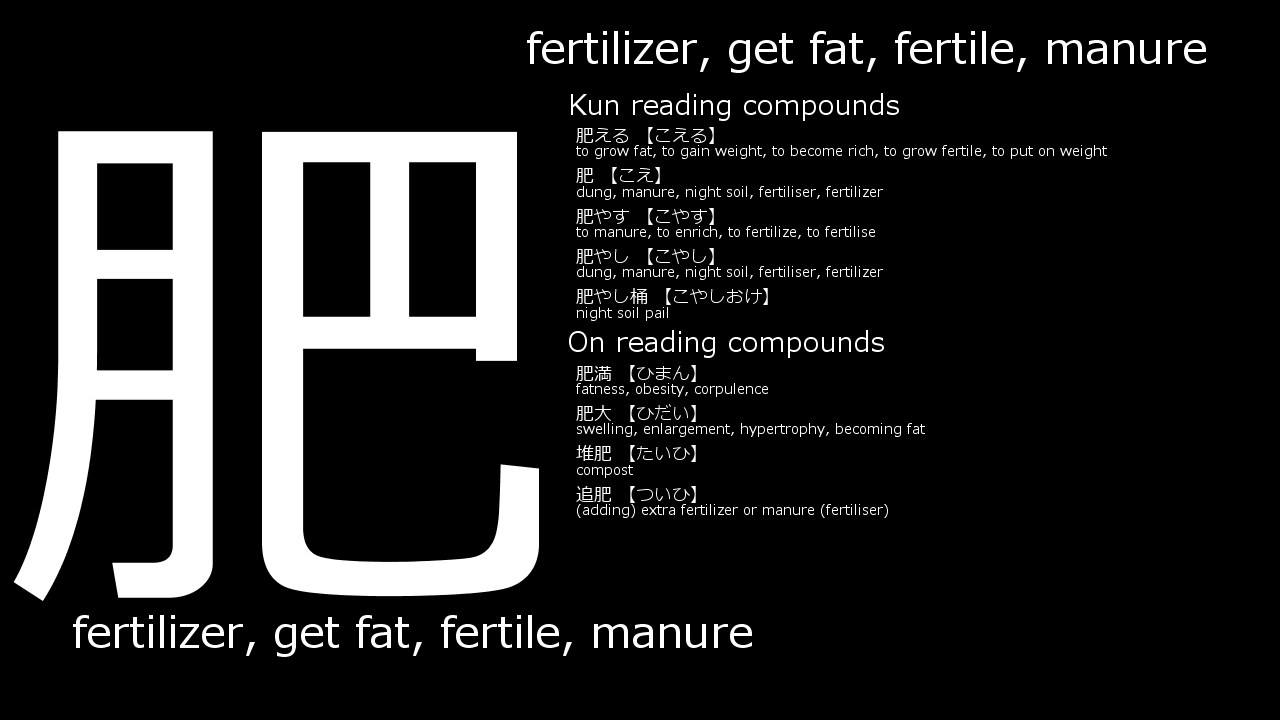 fertilizer, get fat, fertile, manure
肥
Kun reading compounds
肥える 【こえる】
to grow fat, to gain weight, to become rich, to grow fertile, to put on weight
肥 【こえ】
dung, manure, night soil, fertiliser, fertilizer
肥やす 【こやす】
to manure, to enrich, to fertilize, to fertilise
肥やし 【こやし】
dung, manure, night soil, fertiliser, fertilizer
肥やし桶 【こやしおけ】
night soil pail
On reading compounds
肥満 【ひまん】
fatness, obesity, corpulence
肥大 【ひだい】
swelling, enlargement, hypertrophy, becoming fat
堆肥 【たいひ】
compost
追肥 【ついひ】
(adding) extra fertilizer or manure (fertiliser)
fertilizer, get fat, fertile, manure